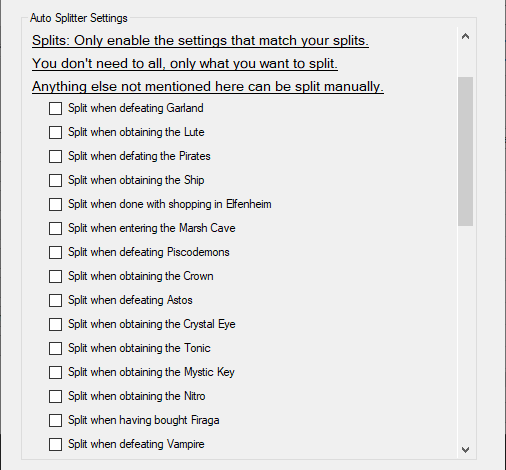 Auto Splitter Settings
Splits: Only enable the settings that match your splits.
You don't need to all, only what you want to split.
Anything else not mentioned here can be split manually.
Split when defeating Garland
Split when obtaining the Lute
Split when defating the Pirates
Split when obtaining the Ship
Split when done with shopping in Elfenheim
Split when entering the Marsh Cave
Split when defeating Piscodemons
Split when obtaining the Crown
Split when defeating Astos
Split when obtaining the Crystal Eye
Split when obtaining the Tonic
Split when obtaining the Mystic Key
Split when obtaining the Nitro
Split when having bought Firaga
Split when defeating Vampire